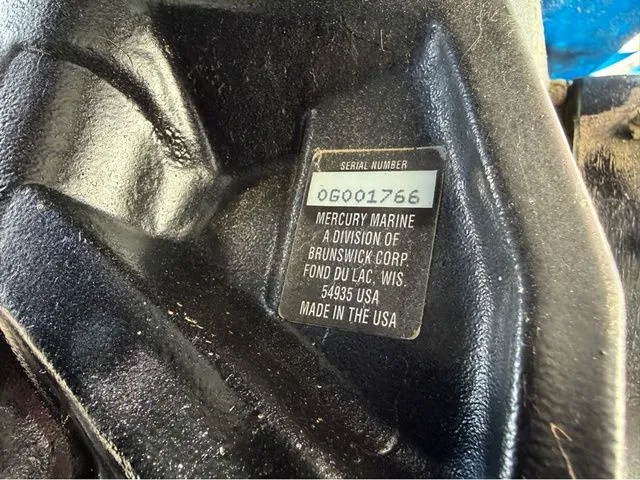 SERIAL NUMBER
0G001766
MERCURY MARINE
A DIVISION OF
BRUNSWICK CORP.
FOND DU LAC, WIS.
54935 USA
MADE IN THE USA